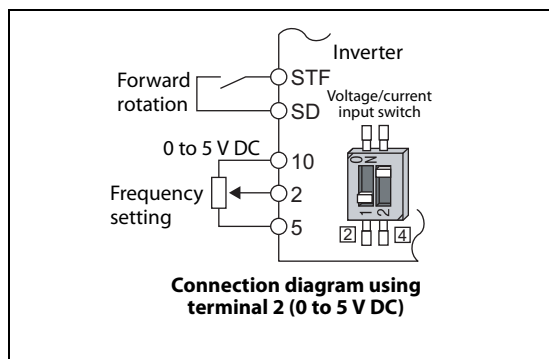 Inverter
Forward
rotation
STF
SD
Voltage/current
input switch
0 to 5 V DC
10
Frequency
setting
2
5
ON
1 2
2
4
Connection diagram using
terminal 2 (0 to 5 V DC)